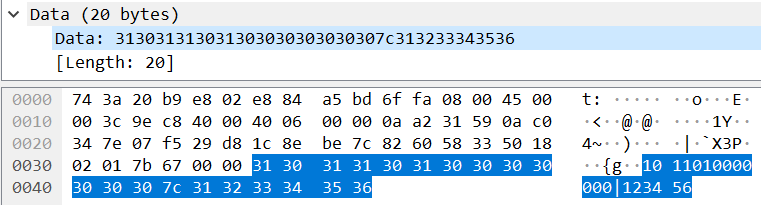 Data (20 bytes)
Data: 313031313031303030303030307c313233343536
[Length: 20]
0000 74 3a 20 b9 e8 02 e8 84 a5 bd 6f fa 08 00 45 00 t: ····· ··o···E·
0010 00 3c 9e c8 40 00 40 06 00 00 0a a2 31 59 0a c0 ·<··@·@· ····1Y··
0020 34 7e 07 f5 29 d8 1c 8e be 7c 82 60 58 33 50 18 4~··)··· ·|·`X3P·
0030 02 01 7b 67 00 00 31 30 31 31 30 31 30 30 30 30 ··{g··10 11010000
0040 30 30 30 7c 31 32 33 34 35 36 000|1234 56